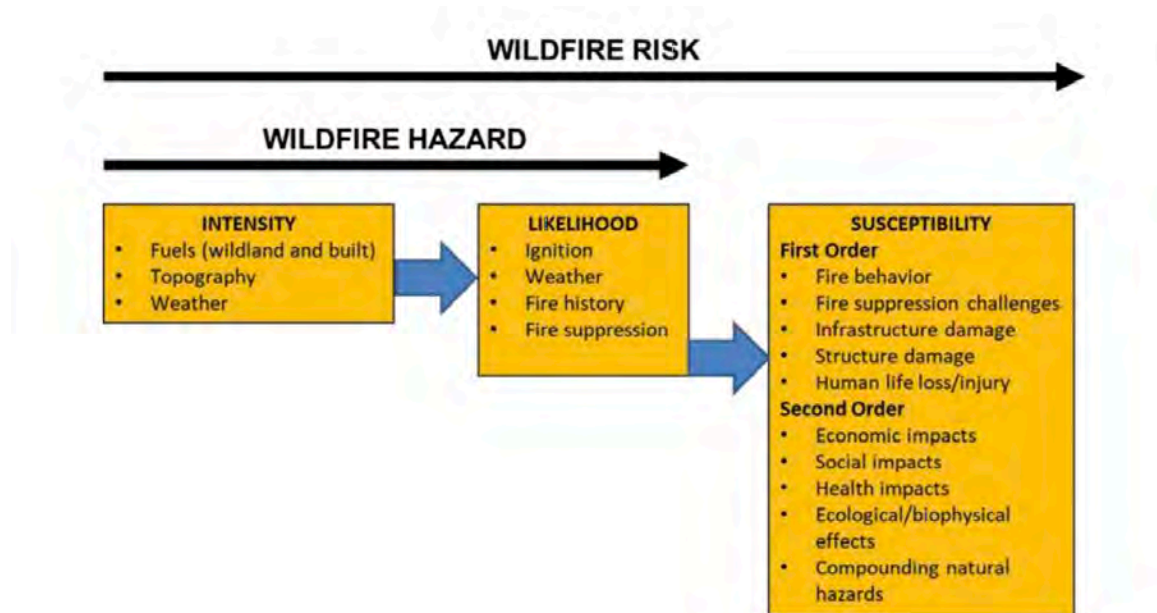 WILDFIRE RISK
WILDFIRE HAZARD
INTENSITY
• Fuels (wildland and built)
• Topography
• Weather
LIKELIHOOD
• Ignition
• Weather
• Fire history
• Fire suppression
SUSCEPTIBILITY
First Order
• Fire behavior
• Fire suppression challenges
• Infrastructure damage
• Structure damage
• Human life loss/injury
Second Order
• Economic impacts
• Social impacts
• Health impacts
• Ecological/biophysical
effects
• Compounding natural
hazards